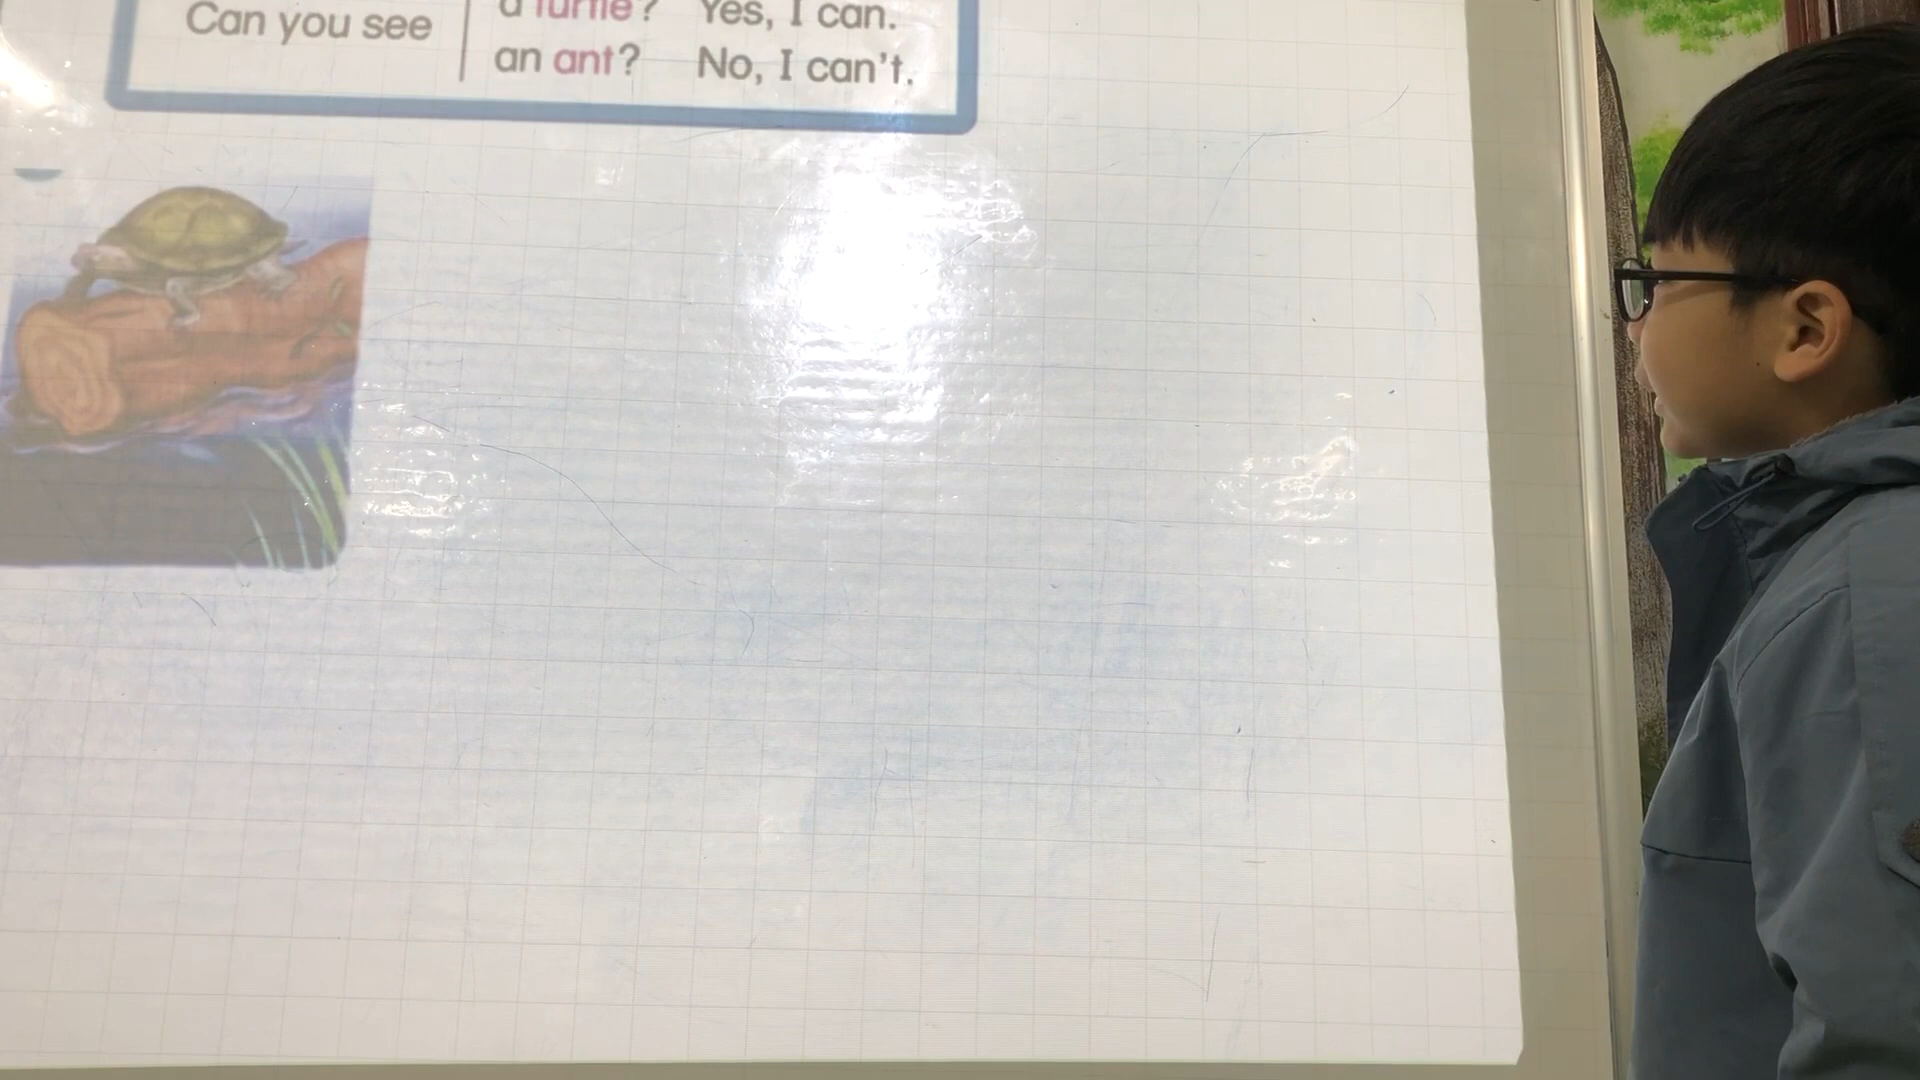 Can you see
a turtle? Yes, I can.
an ant? No, I can't.